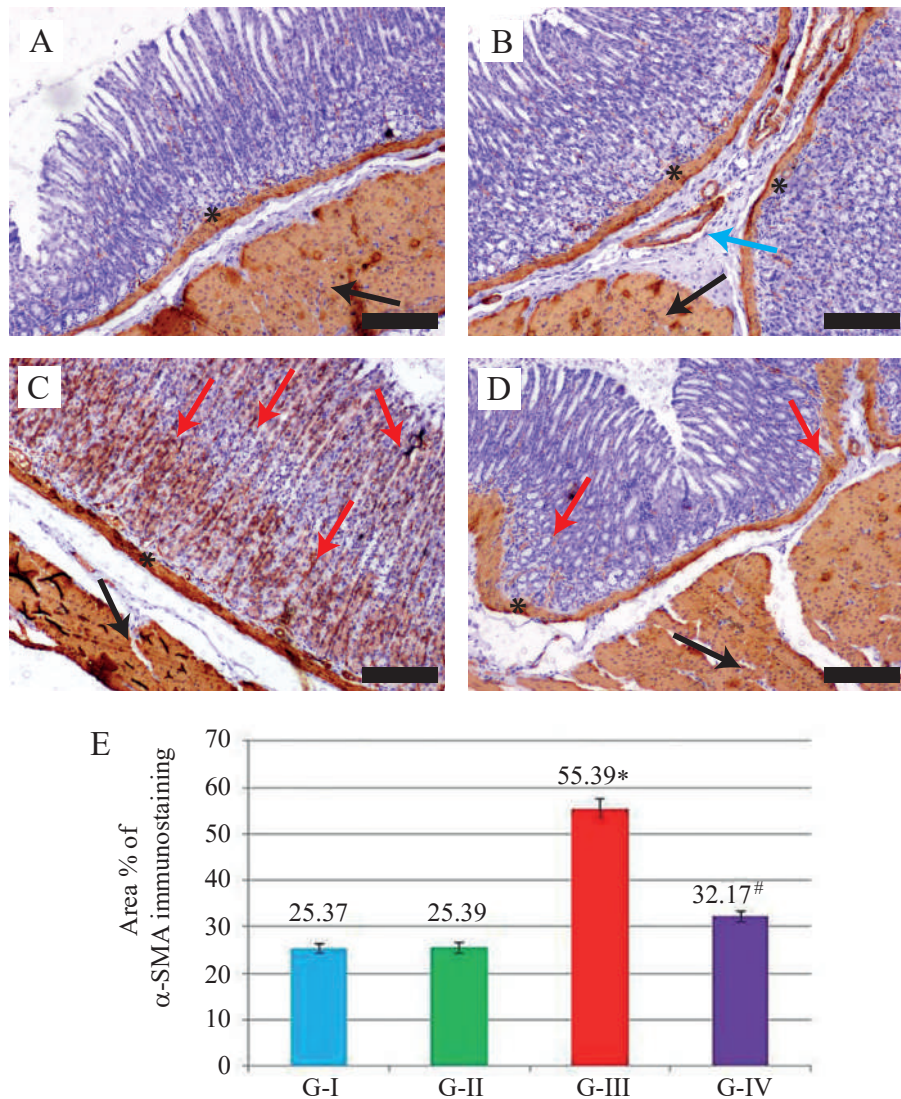 A
B
*
*
*
C
D
*
*
E
Area % of
α-SMA immunostaining
70
60
50
40
30
20
10
0
25.37
25.39
55.39*
32.17#
G-I
G-II
G-III
G-IV